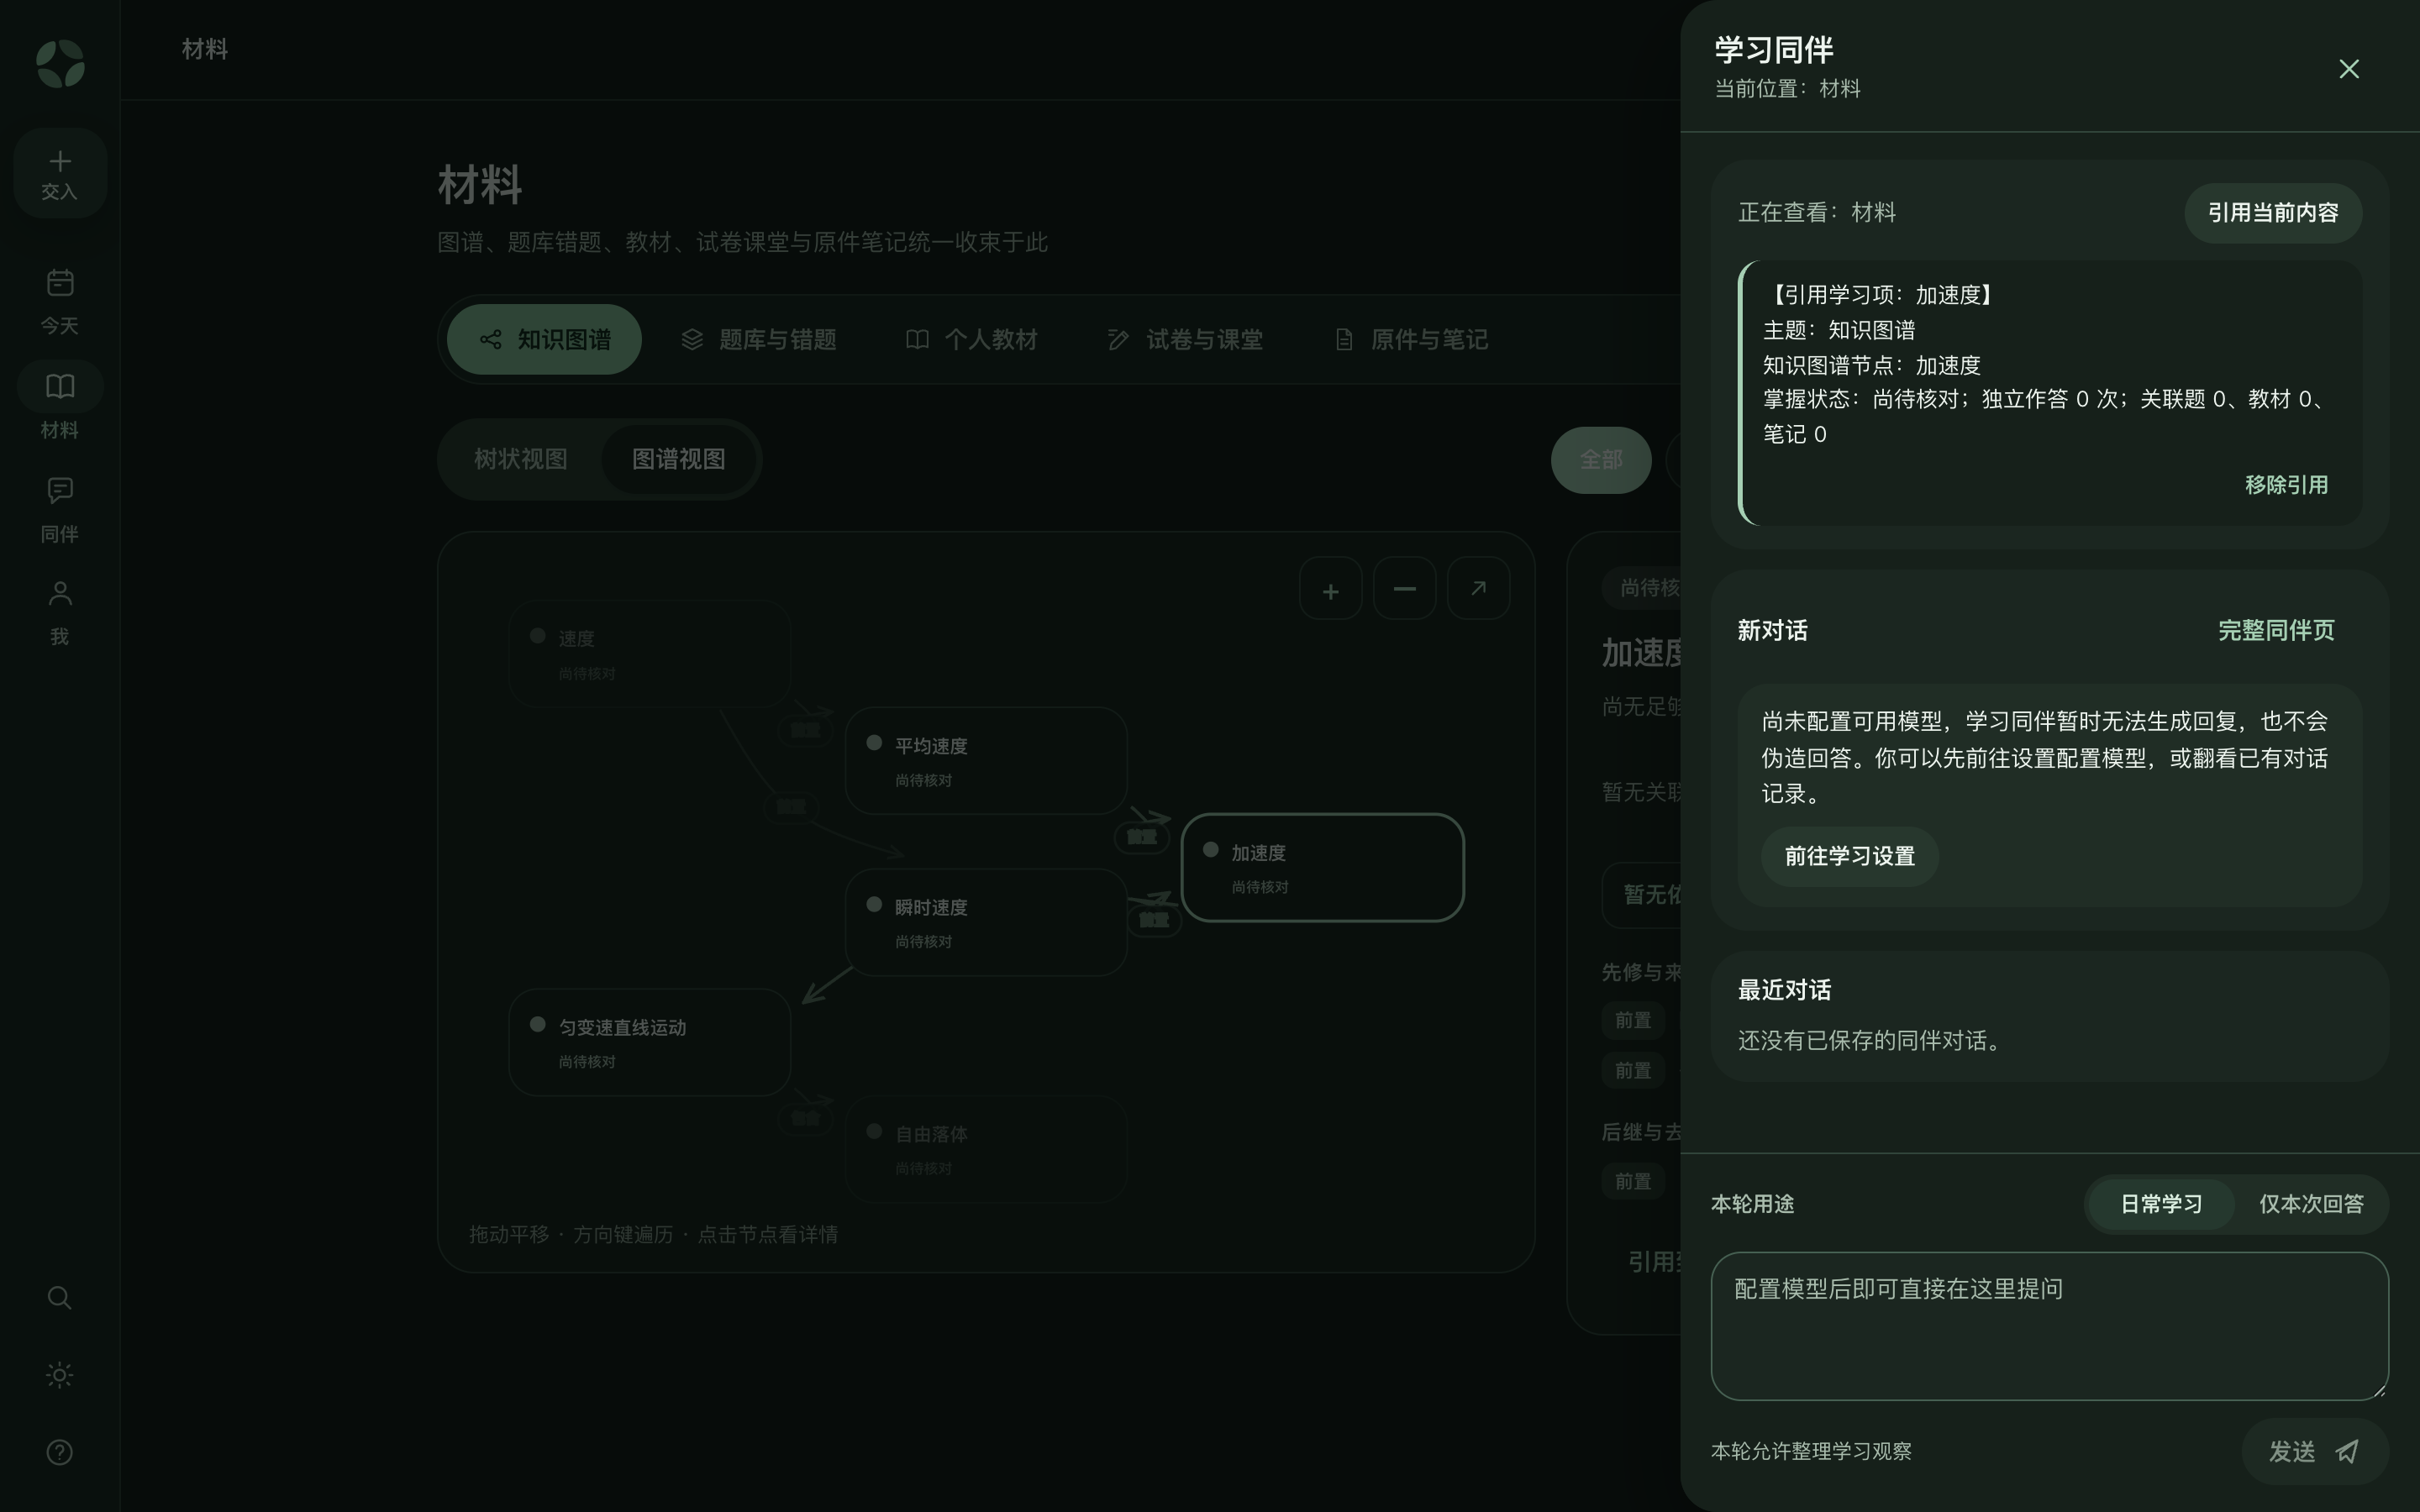 材料
交入
今天
材料
同伴
我
材料
图谱、题库错题、教材、试卷课堂与原件笔记统一收束于此
知识图谱
题库与错题
个人教材
试卷与课堂
原件与笔记
树状视图
图谱视图
全部
速度
尚待核对
平均速度
尚待核对
加速度
尚待核对
瞬时速度
尚待核对
匀变速直线运动
尚待核对
自由落体
尚待核对
拖动平移 · 方向键遍历 · 点击节点看详情
尚待核
加速度
尚无足够
暂无关联
暂无依
先修与来
前置
前置
后继与去
前置
引用到
学习同伴
当前位置：材料
正在查看：材料
引用当前内容
【引用学习项：加速度】
主题：知识图谱
知识图谱节点：加速度
掌握状态：尚待核对；独立作答 0 次；关联题 0、教材 0、
笔记 0
移除引用
新对话
完整同伴页
尚未配置可用模型，学习同伴暂时无法生成回复，也不会
伪造回答。你可以先前往设置配置模型，或翻看已有对话
记录。
前往学习设置
最近对话
还没有已保存的同伴对话。
本轮用途
日常学习
仅本次回答
配置模型后即可直接在这里提问
本轮允许整理学习观察
发送